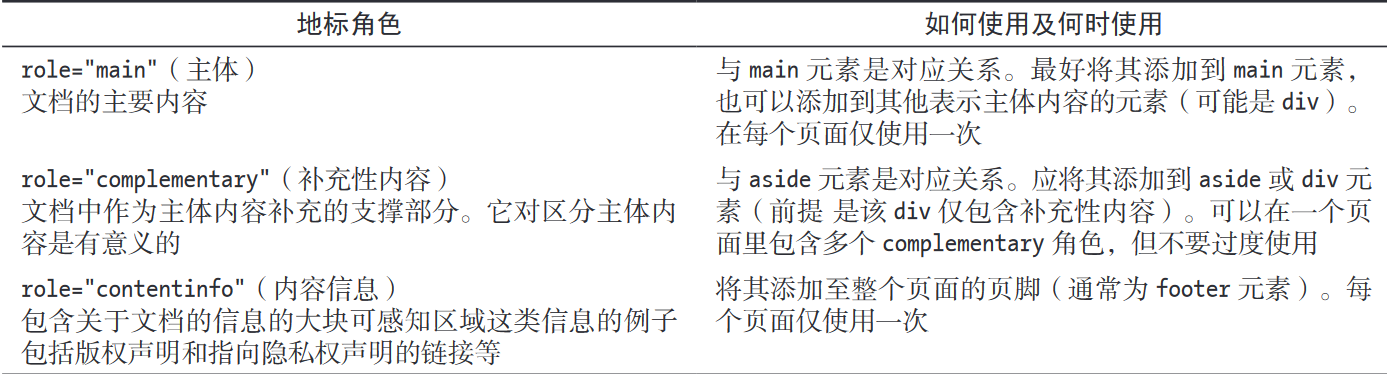 地标角色
如何使用及何时使用
role="main"（主体）
文档的主要内容
与 main 元素是对应关系。最好将其添加到 main 元素，
也可以添加到其他表示主体内容的元素（可能是 div）。
在每个页面仅使用一次
role="complementary"（补充性内容）
文档中作为主体内容补充的支撑部分。它对区分主体内
容是有意义的
与 aside 元素是对应关系。应将其添加到 aside 或 div 元
素（前提 是该 div 仅包含补充性内容）。可以在一个页
面里包含多个 complementary 角色，但不要过度使用
role="contentinfo"（内容信息）
包含关于文档的信息的大块可感知区域这类信息的例子
包括版权声明和指向隐私权声明的链接等
将其添加至整个页面的页脚（通常为 footer 元素）。每
个页面仅使用一次